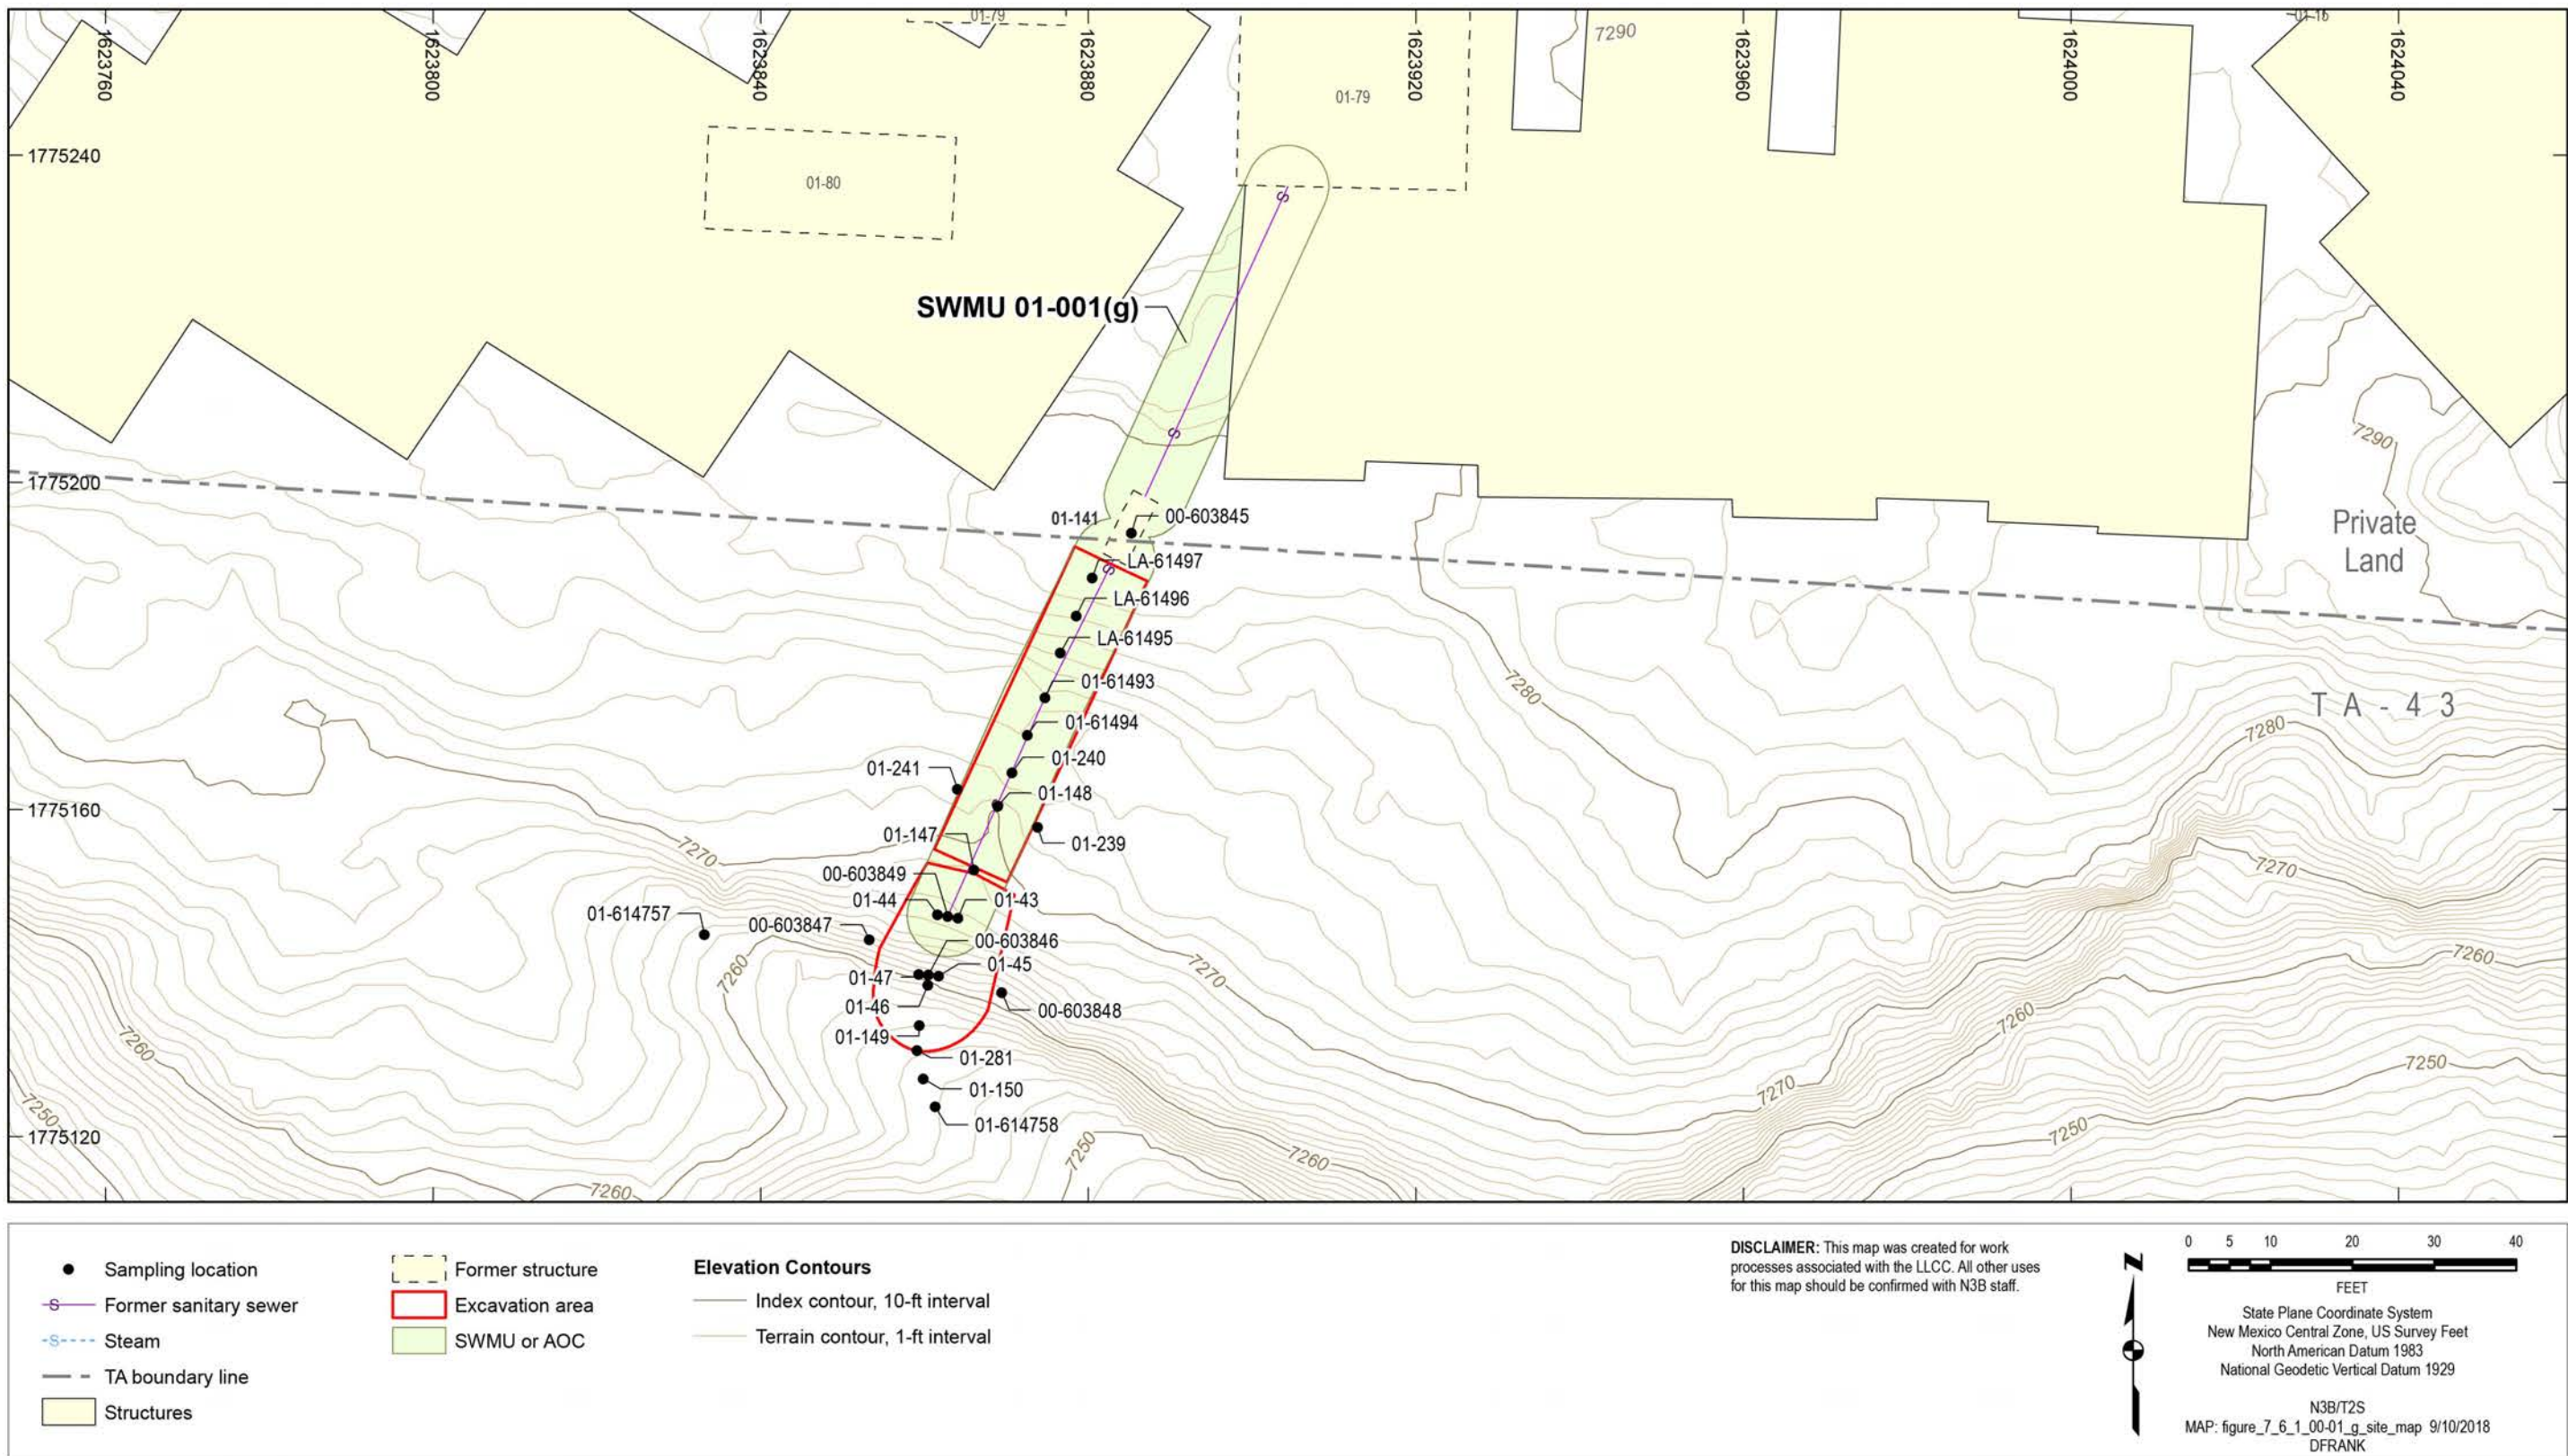 01-79
01-1b
1623760
1623800
1623840
1623880
1623920
1623960
1624000
1624040
7290
01-79
1775240
01-80
S
SWMU 01-001(g)
S
7290
1775200
01-141
00-603845
Private
Land
LA-61497
S
LA-61496
LA-61495
01-61493
7280
TA-43
01-61494
7280
01-240
01-241
01-148
1775160
01-147
01-239
7270
7270
00-603849
01-44
01-43
01-614757
00-603847
00-603846
7260
01-45
7260
7270
01-47
01-46
00-603848
7260
01-149
7260
01-281
7250
01-150
7270
7250
01-614758
7250
1775120
7250
7260
7260
Sampling location
S
Former sanitary sewer
S
Steam
TA boundary line
Structures
Former structure
Excavation area
SWMU or AOC
Elevation Contours
Index contour, 10-ft interval
Terrain contour, 1-ft interval
DISCLAIMER: This map was created for work
processes associated with the LLCC. All other uses
for this map should be confirmed with N3B staff.
N
0 5 10 20 30 40
FEET
State Plane Coordinate System
New Mexico Central Zone, US Survey Feet
North American Datum 1983
National Geodetic Vertical Datum 1929
N3B/T2S
MAP: figure_7_6_1_00-01_g_site_map 9/10/2018
DFRANK